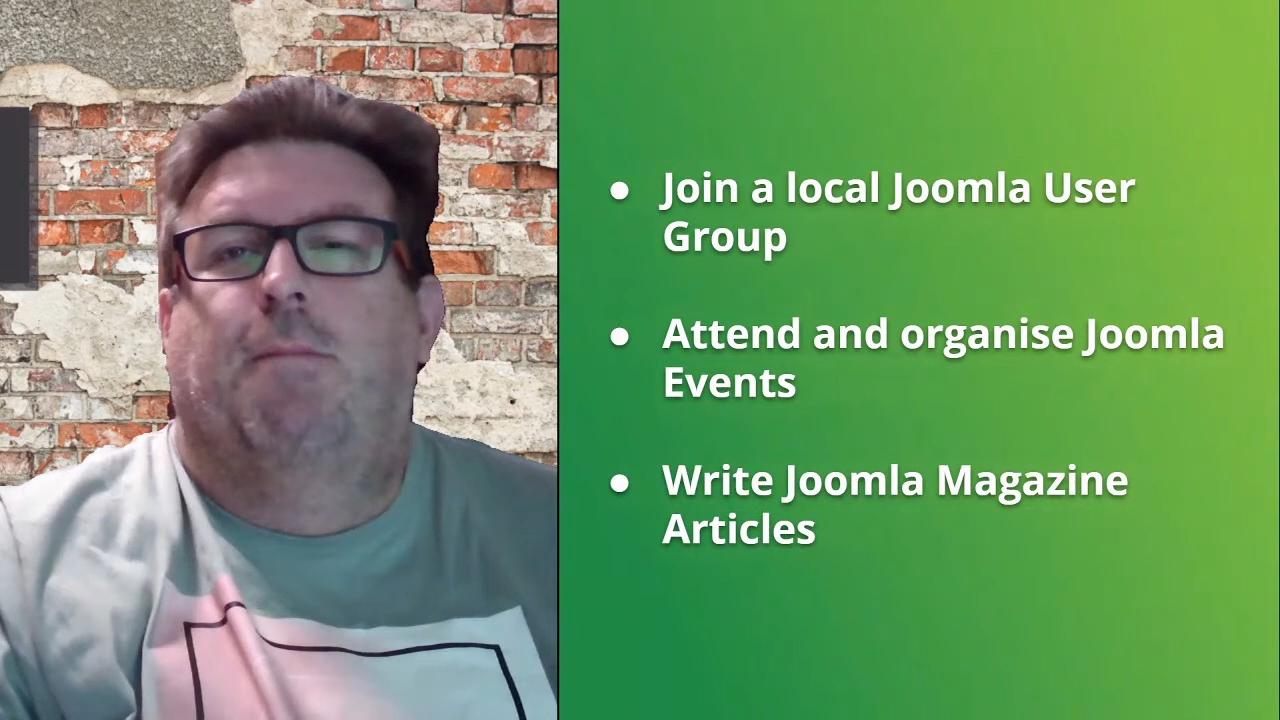 ● Join a local Joomla User
Group
● Attend and organise Joomla
Events
● Write Joomla Magazine
Articles